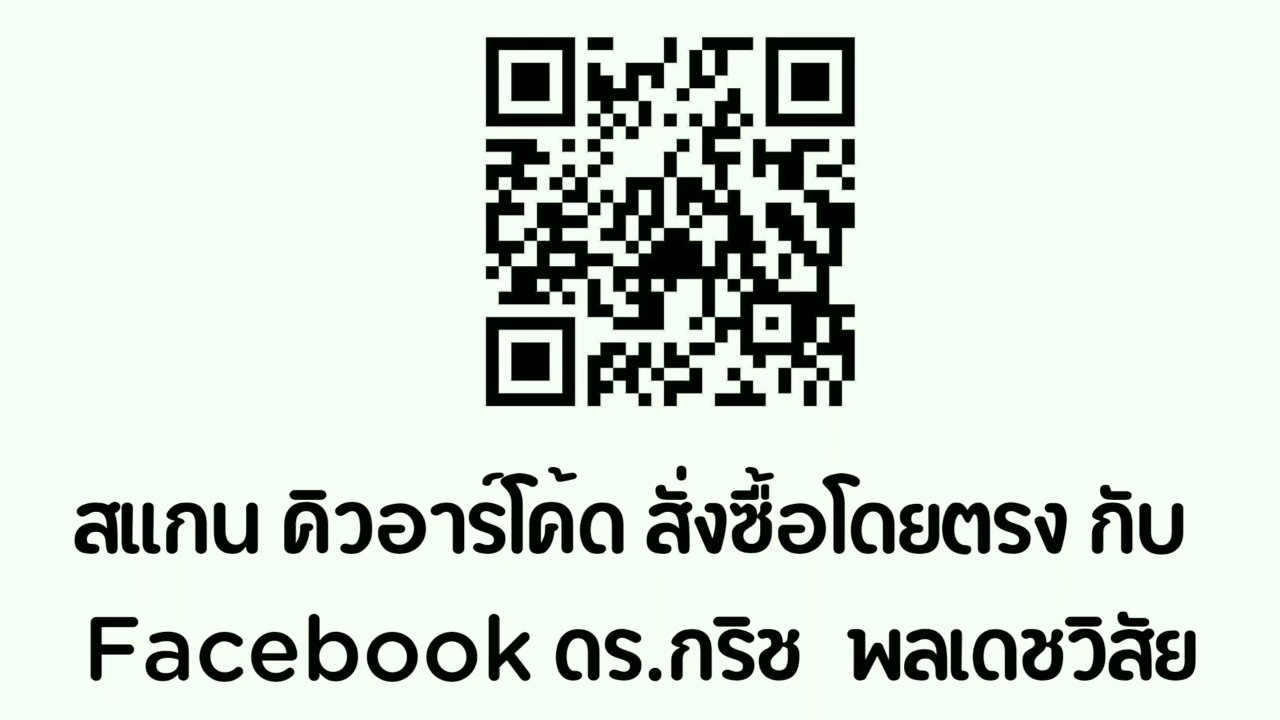 สแกน คิวอาร์โค้ด สั่งซื้อโดยตรง กับ
Facebook ดร.กริช พลเดชวิสัย